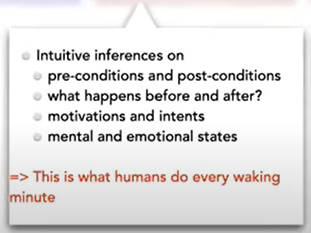 Intuitive inferences on
pre-conditions and post-conditions
what happens before and after?
motivations and intents
mental and emotional states
=> This is what humans do every waking
minute